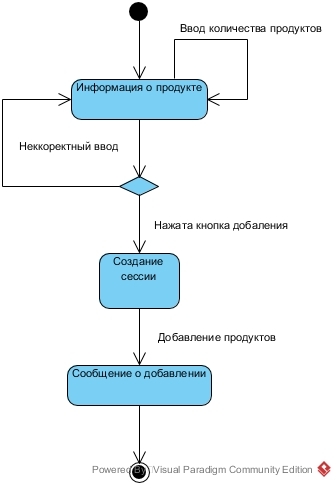 Ввод количества продуктов
Информация о продукте
Неккоректный ввод
Нажата кнопка добаления
Создание
сессии
Добавление продуктов
Сообщение о добавлении
Powered By Visual Paradigm Community Edition